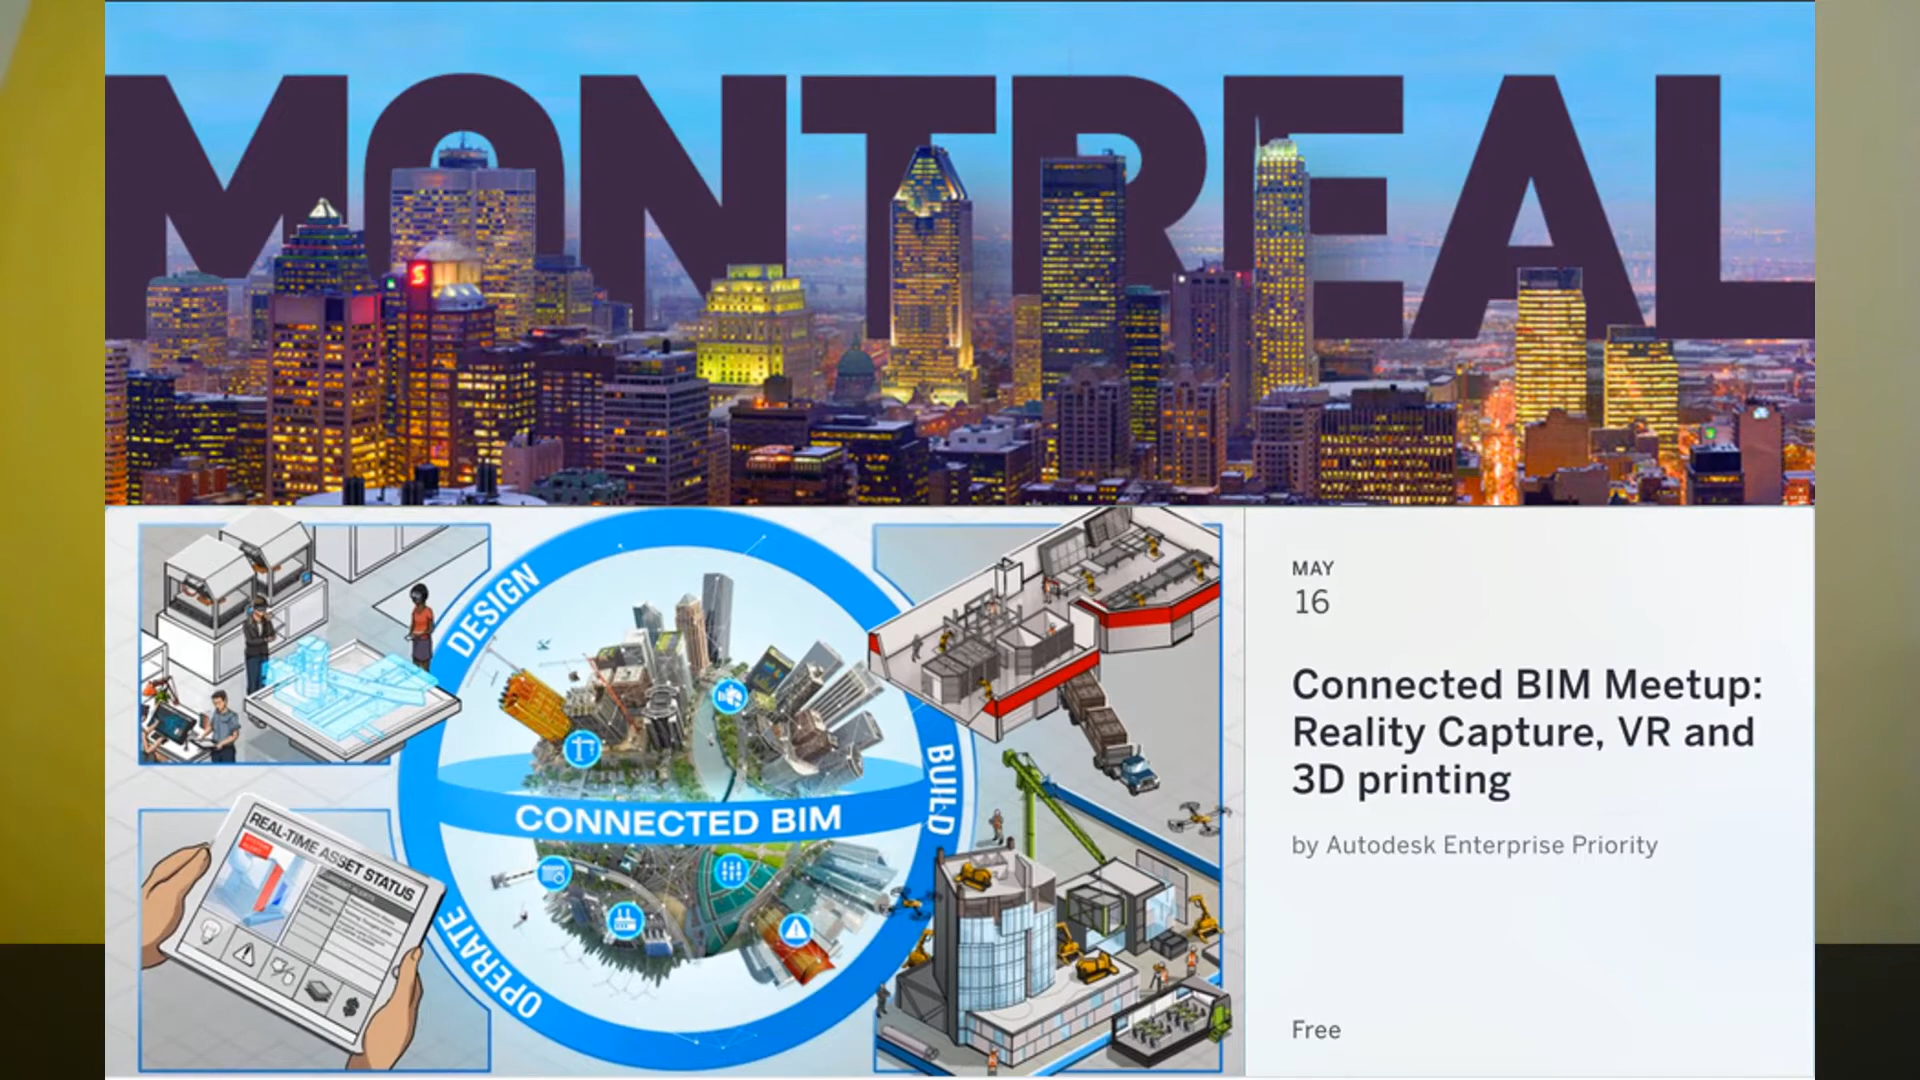 MONTREAL
S
DESIGN
BUILD
OPERATE
CONNECTED BIM
REAL-TIME ASSET STATUS
MAY
16
Connected BIM Meetup:
Reality Capture, VR and
3D printing
by Autodesk Enterprise Priority
Free